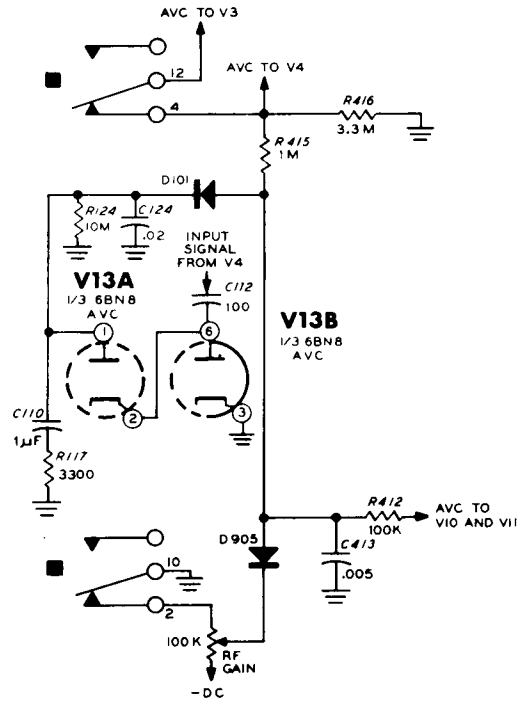 AVC TO V3
12
4
AVC TO V4
R416
3.3 M
R415
1M
D101
R124
10M
C124
.02
INPUT
SIGNAL
FROM V4
C112
100
V13A
1/3 6BN8
AVC
V13B
1/3 6BN8
AVC
1
2
6
3
C110
1µF
R117
3300
R412
100K
AVC TO
V10 AND V11
D905
C413
.005
10
2
100K
RF
GAIN
-DC